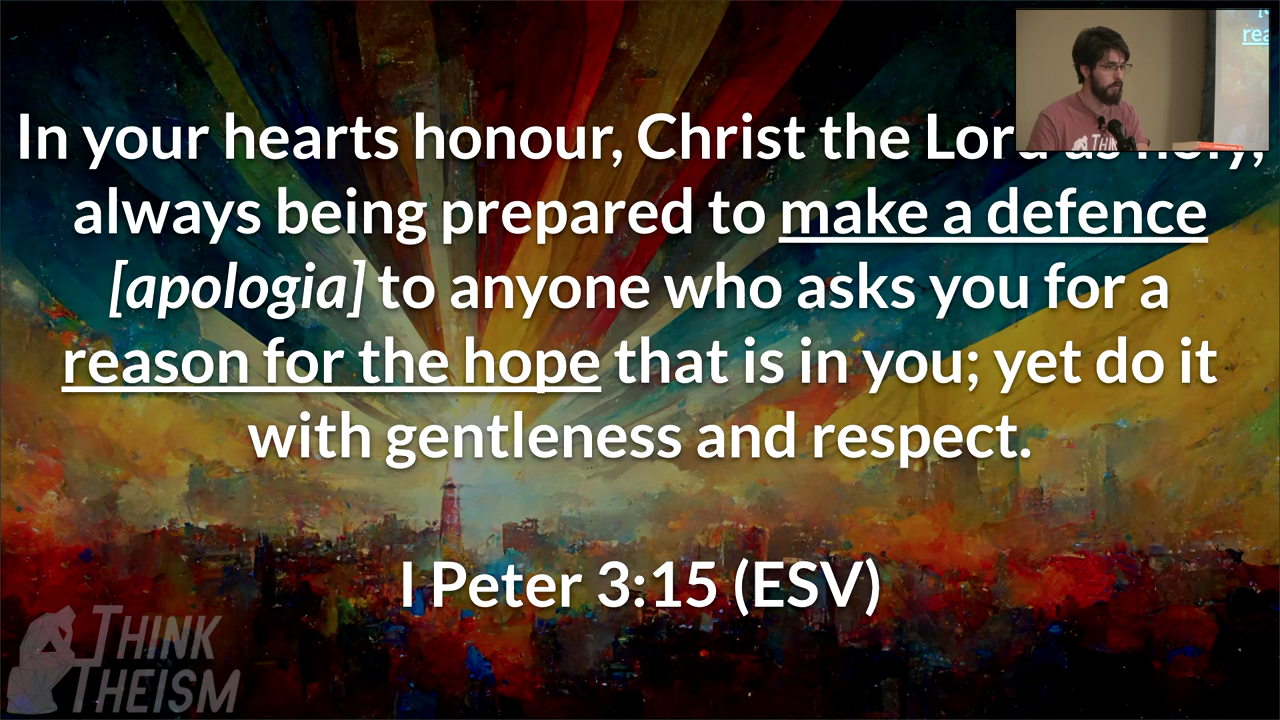 In your hearts honour, Christ the Lord as holy,
always being prepared to make a defence
[apologia] to anyone who asks you for a
reason for the hope that is in you; yet do it
with gentleness and respect.
I Peter 3:15 (ESV)
THINK
THEISM